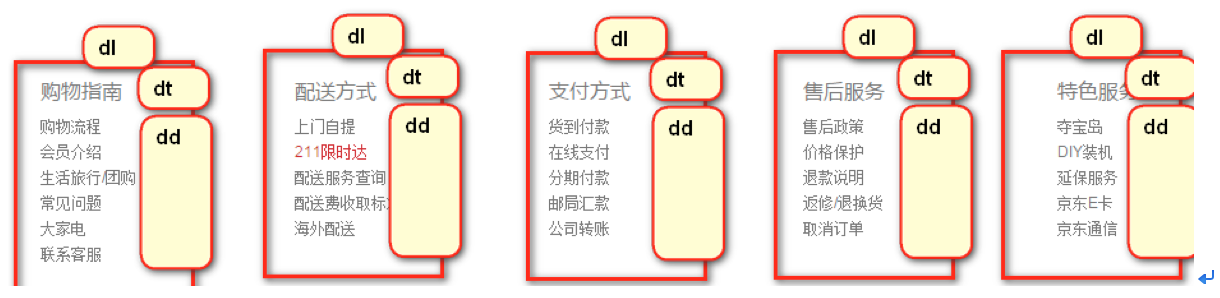 dl
dt
dd
购物指南
购物流程
会员介绍
生活旅行/团购
常见问题
大家电
联系客服
dl
dt
dd
配送方式
上门自提
211限时达
配送服务查询
配送费收取标
海外配送
dl
dt
dd
支付方式
货到付款
在线支付
分期付款
邮局汇款
公司转账
dl
dt
dd
售后服务
售后政策
价格保护
退款说明
返修/退换货
取消订单
dl
dt
dd
特色服务
夺宝岛
DIY装机
延保服务
京东E卡
京东通信